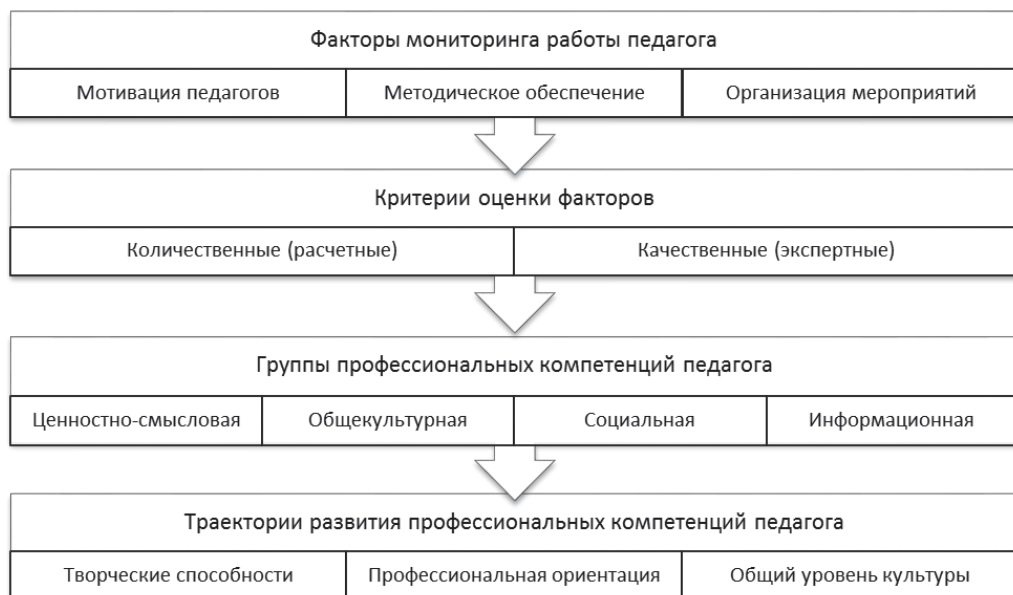 Факторы мониторинга работы педагога
Мотивация педагогов
Методическое обеспечение
Организация мероприятий
Критерии оценки факторов
Количественные (расчетные)
Качественные (экспертные)
Группы профессиональных компетенций педагога
Ценностно-смысловая
Общекультурная
Социальная
Информационная
Траектории развития профессиональных компетенций педагога
Творческие способности
Профессиональная ориентация
Общий уровень культуры